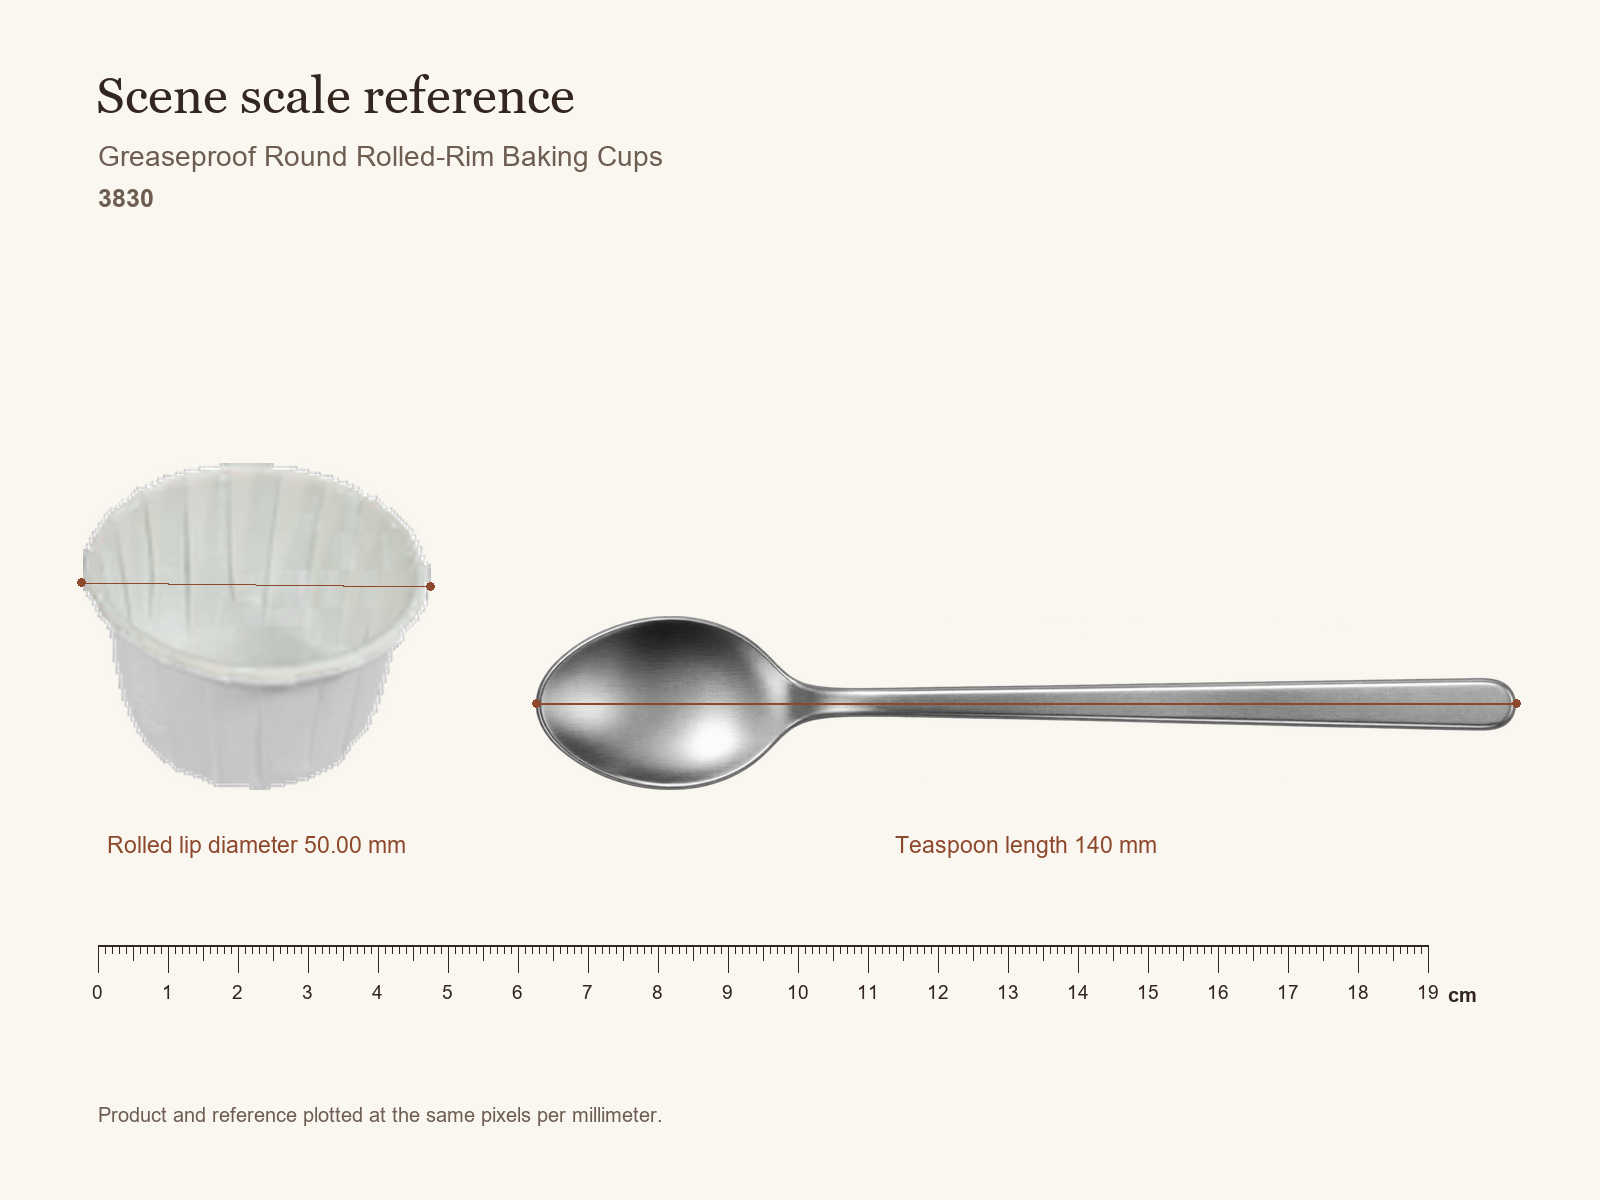 Scene scale reference
Greaseproof Round Rolled-Rim Baking Cups
3830
Rolled lip diameter 50.00 mm
Teaspoon length 140 mm
0 1 2 3 4 5 6 7 8 9 10 11 12 13 14 15 16 17 18 19 cm
Product and reference plotted at the same pixels per millimeter.